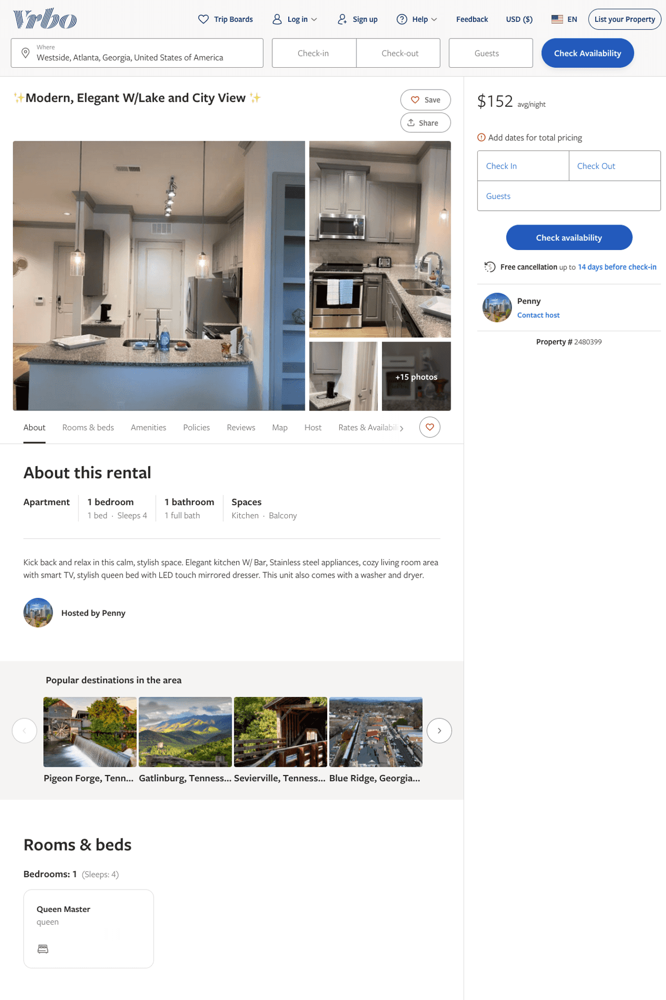 Vrbo
Trip Boards
Log in
Sign up
Help
Feedback
USD ($)
EN
List your Property
Where
Westside, Atlanta, Georgia, United States of America
Check-in
Check-out
Guests
Check Availability
✨Modern, Elegant W/Lake and City View ✨
Save
Share
+15 photos
$152 avg/night
Add dates for total pricing
Check In
Check Out
Guests
Check availability
Free cancellation up to 14 days before check-in
Penny
Contact host
Property # 2480399
About
Rooms & beds
Amenities
Policies
Reviews
Map
Host
Rates & Availabili
About this rental
Apartment
1 bedroom
1 bed · Sleeps 4
1 bathroom
1 full bath
Spaces
Kitchen · Balcony
Kick back and relax in this calm, stylish space. Elegant kitchen W/ Bar, Stainless steel appliances, cozy living room area
with smart TV, stylish queen bed with LED touch mirrored dresser. This unit also comes with a washer and dryer.
Hosted by Penny
Popular destinations in the area
Pigeon Forge, Tenn...
Gatlinburg, Tenness...
Sevierville, Tenness...
Blue Ridge, Georgia...
Rooms & beds
Bedrooms: 1 (Sleeps: 4)
Queen Master
queen